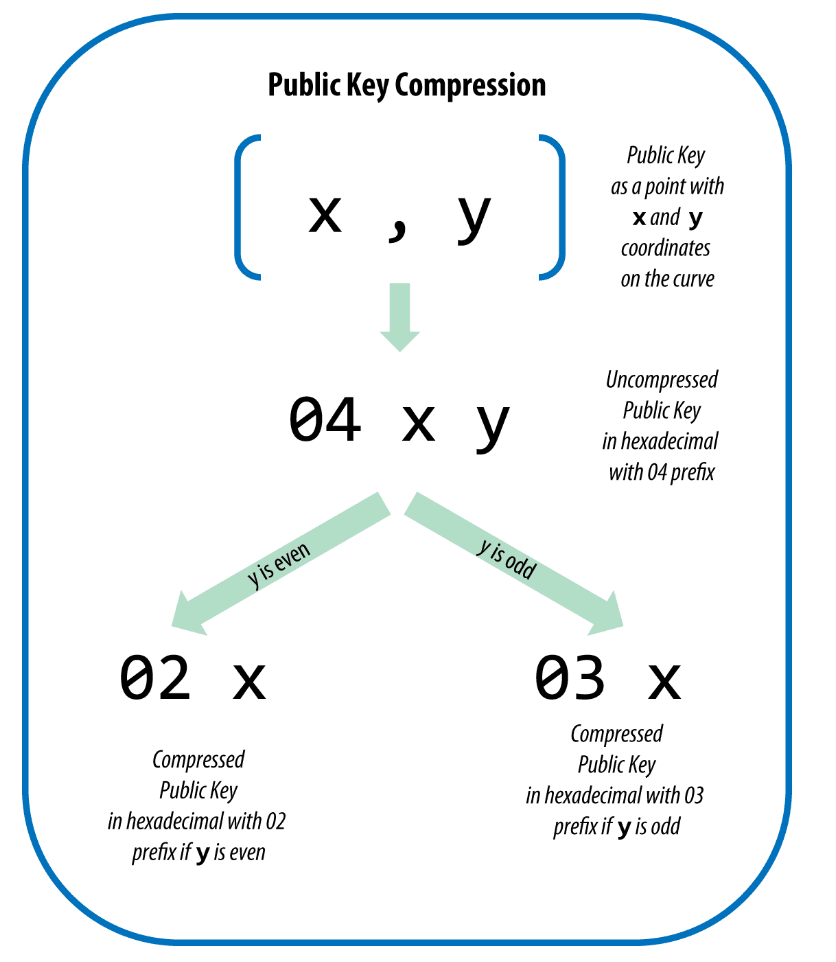 Public Key Compression
x , y
Public Key
as a point with
x and y
coordinates
on the curve
04 x y
Uncompressed
Public Key
in hexadecimal
with 04 prefix
y is even
y is odd
02 x
03 x
Compressed
Public Key
in hexadecimal with 02
prefix if y is even
Compressed
Public Key
in hexadecimal with 03
prefix if y is odd